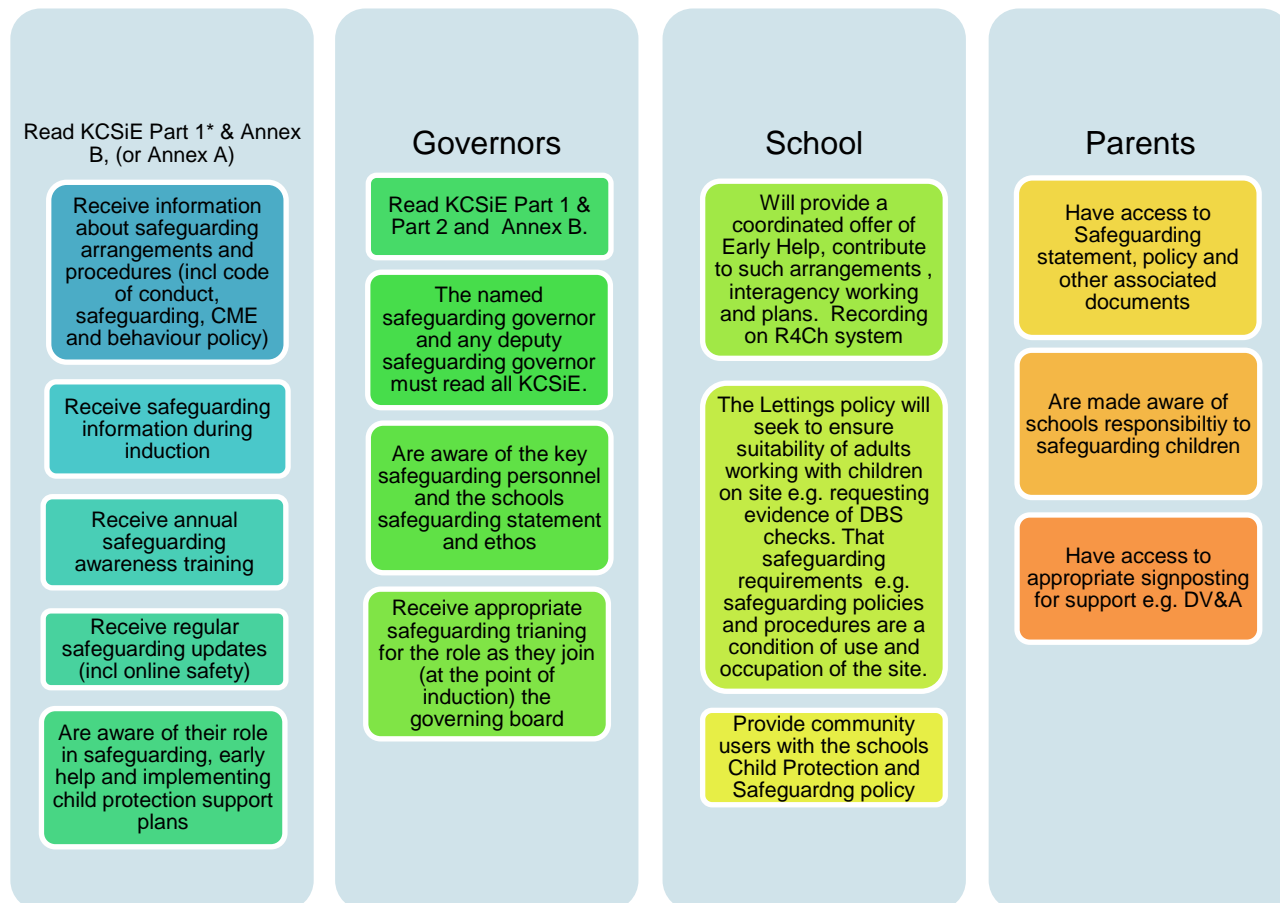 Read KCSiE Part 1* & Annex
B, (or Annex A)
Receive information
about safeguarding
arrangements and
procedures (incl code
of conduct,
safeguarding, CME
and behaviour policy)
Receive safeguarding
information during
induction
Receive annual
safeguarding
awareness training
Receive regular
safeguarding updates
(incl online safety)
Are aware of their role
in safeguarding, early
help and implementing
child protection support
plans
Governors
Read KCSiE Part 1 &
Part 2 and Annex B.
The named
safeguarding governor
and any deputy
safeguarding governor
must read all KCSiE.
Are aware of the key
safeguarding personnel
and the schools
safeguarding statement
and ethos
Receive appropriate
safeguarding trianing
for the role as they join
(at the point of
induction) the
governing board
School
Will provide a
coordinated offer of
Early Help, contribute
to such arrangements ,
interagency working
and plans. Recording
on R4Ch system
The Lettings policy will
seek to ensure
suitability of adults
working with children
on site e.g. requesting
evidence of DBS
checks. That
safeguarding
requirements e.g.
safeguarding policies
and procedures are a
condition of use and
occupation of the site.
Provide community
users with the schools
Child Protection and
Safeguardng policy
Parents
Have access to
Safeguarding
statement, policy and
other associated
documents
Are made aware of
schools responsibiltiy to
safeguarding children
Have access to
appropriate signposting
for support e.g. DV&A